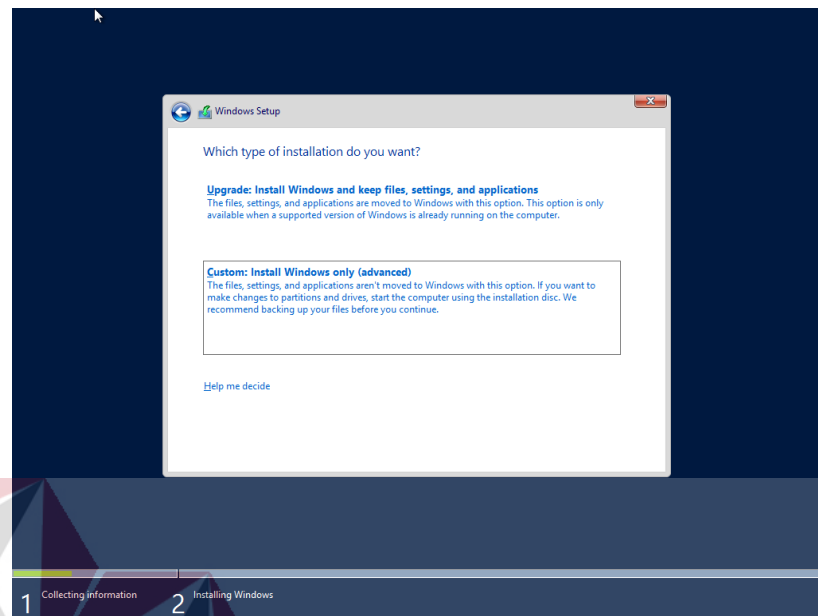 Windows Setup
Which type of installation do you want?
Upgrade: Install Windows and keep files, settings, and applications
The files, settings, and applications are moved to Windows with this option. This option is only
available when a supported version of Windows is already running on the computer.
Custom: Install Windows only (advanced)
The files, settings, and applications aren't moved to Windows with this option. If you want to
make changes to partitions and drives, start the computer using the installation disc. We
recommend backing up your files before you continue.
Help me decide
1 Collecting information 2 Installing Windows